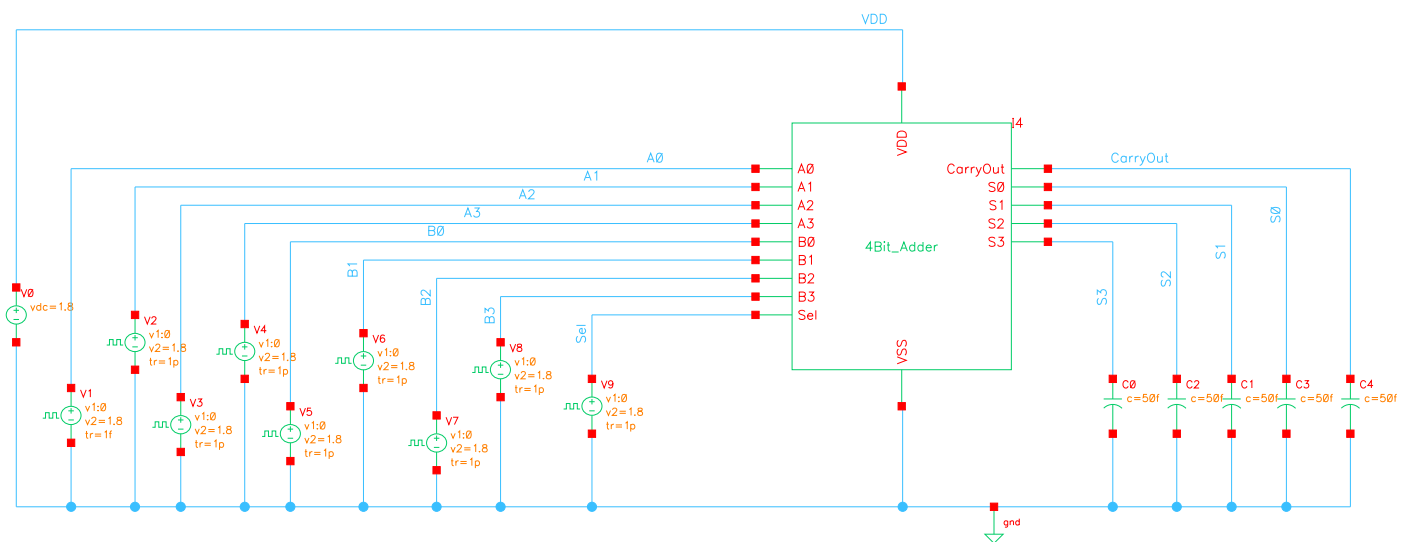 VDD
I4
VDD
A0
CarryOut
A0
CarryOut
A1
A1
S0
A2
A2
S1
A3
A3
S2
B0
B0
S3
4Bit_Adder
B1
B1
B2
B2
B3
B3
Sel
Sel
VSS
S3
S2
S1
S0
V0
vdc=1.8
V2
v1:0
v2=1.8
tr=1p
V4
v1:0
v2=1.8
tr=1p
V6
v1:0
v2=1.8
tr=1p
V8
v1:0
v2=1.8
tr=1p
V1
v1:0
v2=1.8
tr=1f
V3
v1:0
v2=1.8
tr=1p
V5
v1:0
v2=1.8
tr=1p
V7
v1:0
v2=1.8
tr=1p
V9
v1:0
v2=1.8
tr=1p
C0
c=50f
C2
c=50f
C1
c=50f
C3
c=50f
C4
c=50f
gnd